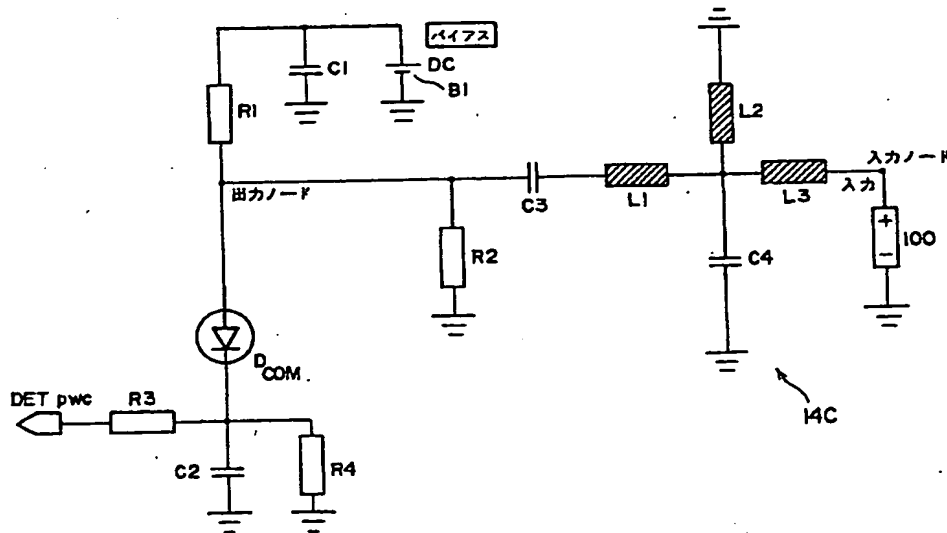 バイアス
C1
DC
B1
R1
L2
入力ノード
出力ノード
C3
L1
L3
入力
R2
C4
+
−
100
D COM
DET pwc
R3
14C
C2
R4